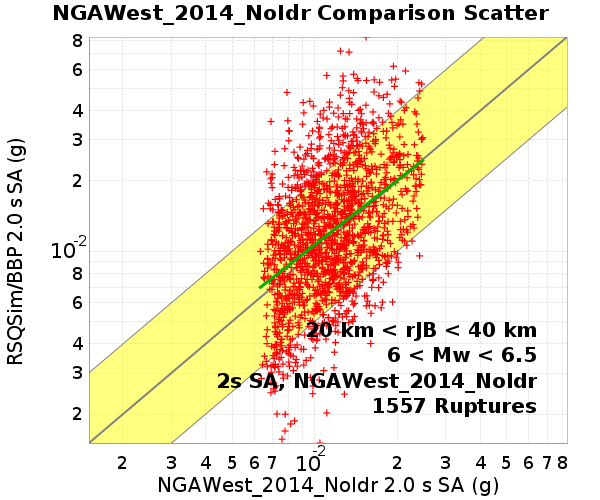 NGAWest_2014_NoIdr Comparison Scatter
8
6
4
3
2
10-2
8
6
4
3
2
RSQSim/BBP 2.0 s SA (g)
20 km < rJB < 40 km
6 < Mw < 6.5
2s SA, NGAWest_2014_NoIdr
1557 Ruptures
2 3 4 5 6 7 10-2 2 3 4 5 6 7 8
NGAWest_2014_NoIdr 2.0 s SA (g)